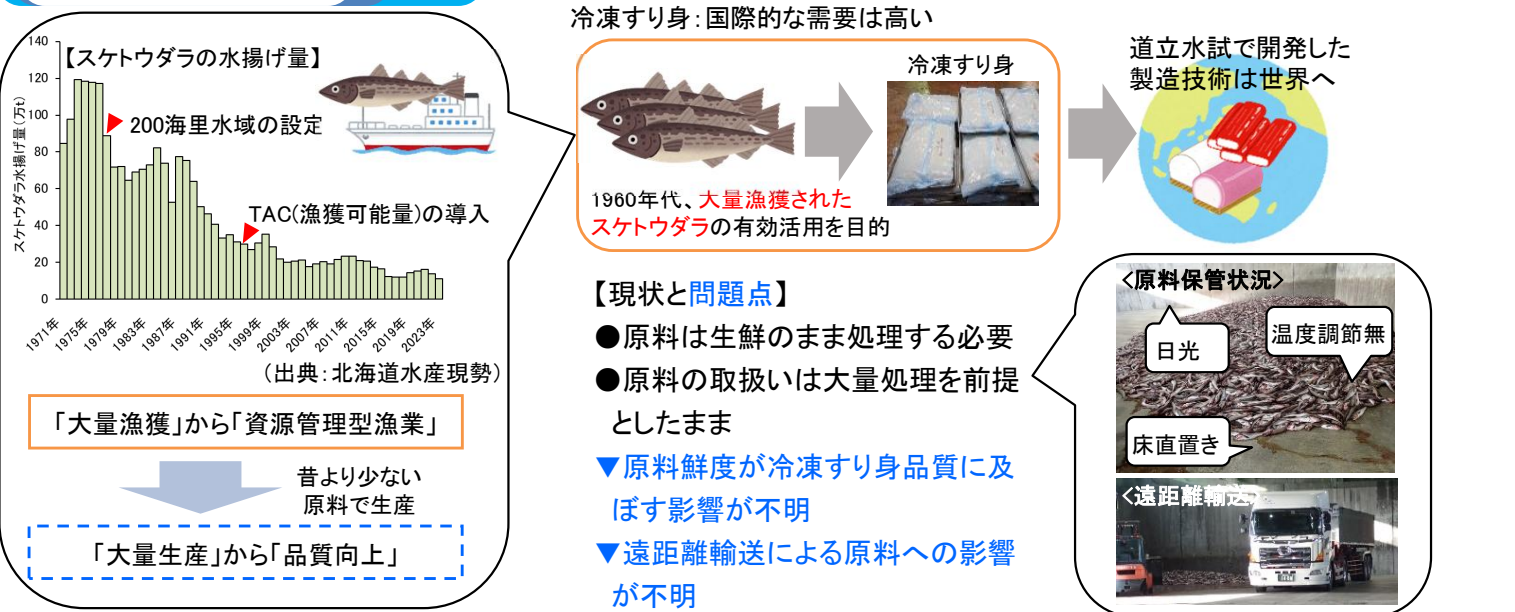 【スケトウダラの水揚げ量】
スケトウダラ水揚げ量(万t)
140
120
100
80
60
40
20
0
200海里水域の設定
TAC(漁獲可能量)の導入
1971年
1975年
1979年
1983年
1987年
1991年
1995年
1999年
2003年
2007年
2011年
2015年
2019年
2023年
(出典：北海道水産現勢)
「大量漁獲」から「資源管理型漁業」
昔より少ない
原料で生産
「大量生産」から「品質向上」
冷凍すり身：国際的な需要は高い
冷凍すり身
1960年代、大量漁獲された
スケトウダラの有効活用を目的
道立水試で開発した
製造技術は世界へ
【現状と問題点】
●原料は生鮮のまま処理する必要
●原料の取扱いは大量処理を前提
としたまま
▼原料鮮度が冷凍すり身品質に及
ぼす影響が不明
▼遠距離輸送による原料への影響
が不明
<原料保管状況>
日光
温度調節無
床直置き
<遠距離輸送>